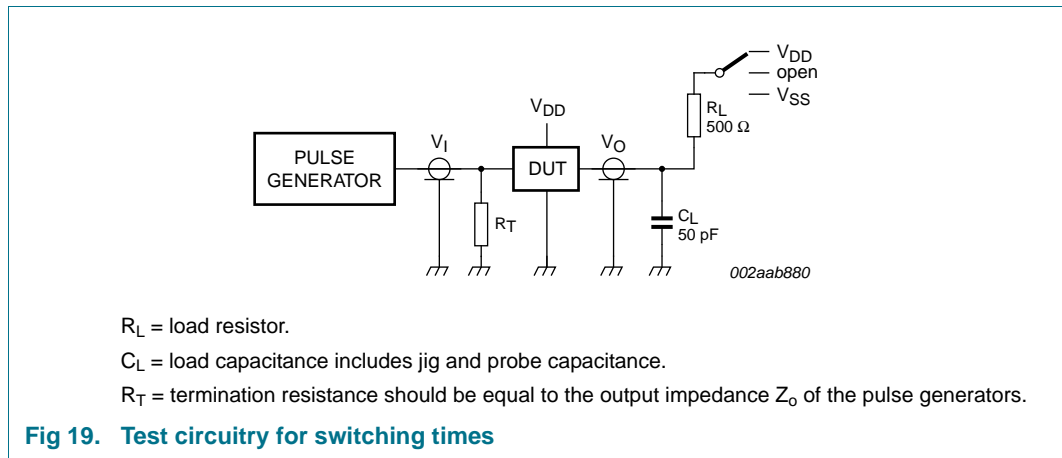 V_DD
open
V_SS
R_L
500 Ω
V_DD
V_I
V_O
PULSE
GENERATOR
DUT
R_T
C_L
50 pF
002aab880
R_L = load resistor.
C_L = load capacitance includes jig and probe capacitance.
R_T = termination resistance should be equal to the output impedance Z_o of the pulse generators.
Fig 19. Test circuitry for switching times